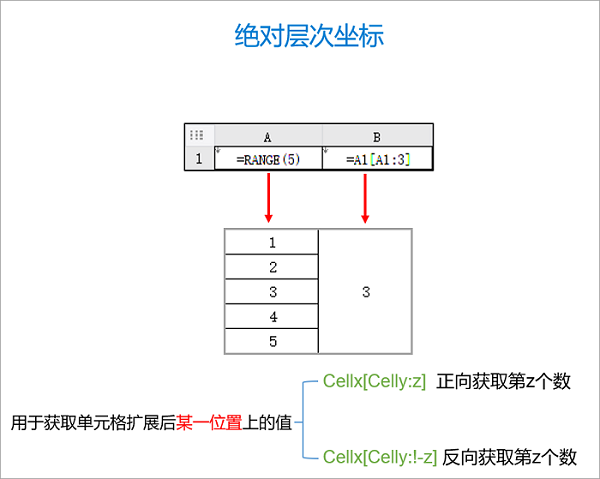 绝对层次坐标
A B
1 =RANGE(5) =A1[A1:3]
1
2
3 3
4
5
Cellx[Celly:z] 正向获取第z个数
用于获取单元格扩展后某一位置上的值
Cellx[Celly:!-z] 反向获取第z个数